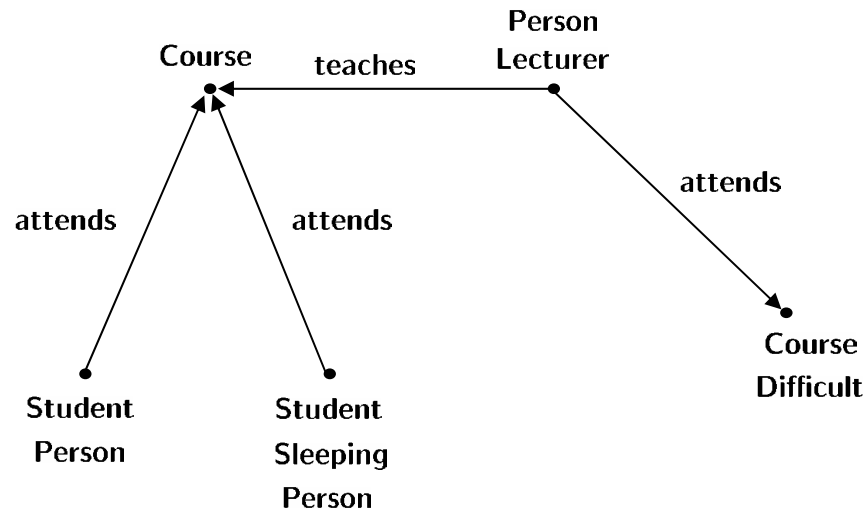 Course
teaches
Person
Lecturer
attends
attends
attends
Course
Difficult
Student
Person
Student
Sleeping
Person